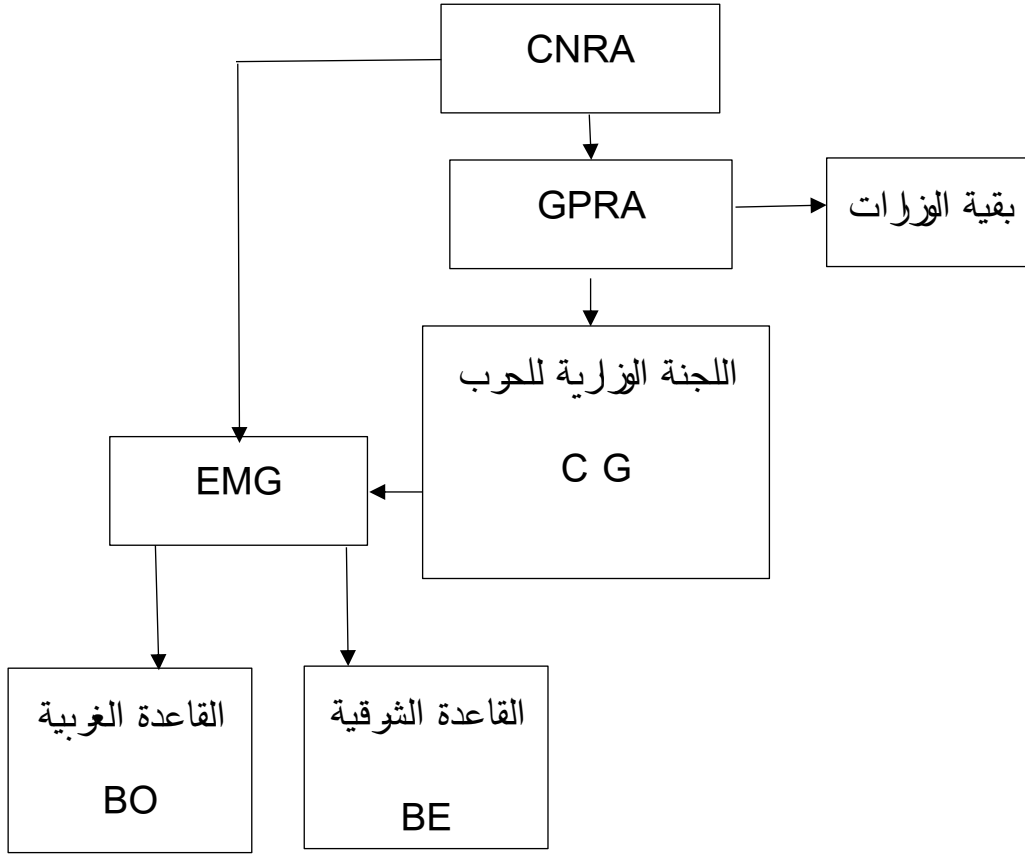 CNRA
GPRA
بقية الوزارات
اللجنة الوزارية للحرب
C G
EMG
القاعدة الغربية
BO
القاعدة الشرقية
BE